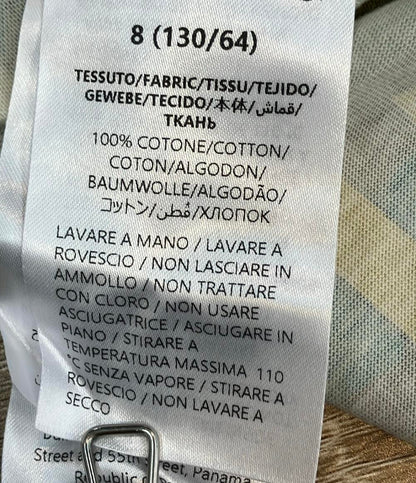 8 (130/64)
TESSUTO/FABRIC/TISSU/TEJIDO/
GEWEBE/TECIDO/本体/قماش/
ТКАНЬ
100% COTONE/COTTON/
COTON/ALGODON/
BAUMWOLLE/ALGODÃO/
コットン/قُطن/ХЛОПОК
LAVARE A MANO / LAVARE A
ROVESCIO / NON LASCIARE IN
AMMOLLO / NON TRATTARE
CON CLORO / NON USARE
ASCIUGATRICE / ASCIUGARE IN
PIANO / STIRARE A
TEMPERATURA MASSIMA 110
°C SENZA VAPORE / STIRARE A
ROVESCIO / NON LAVARE A
SECCO
Street and 55th Street, Panama
Republic